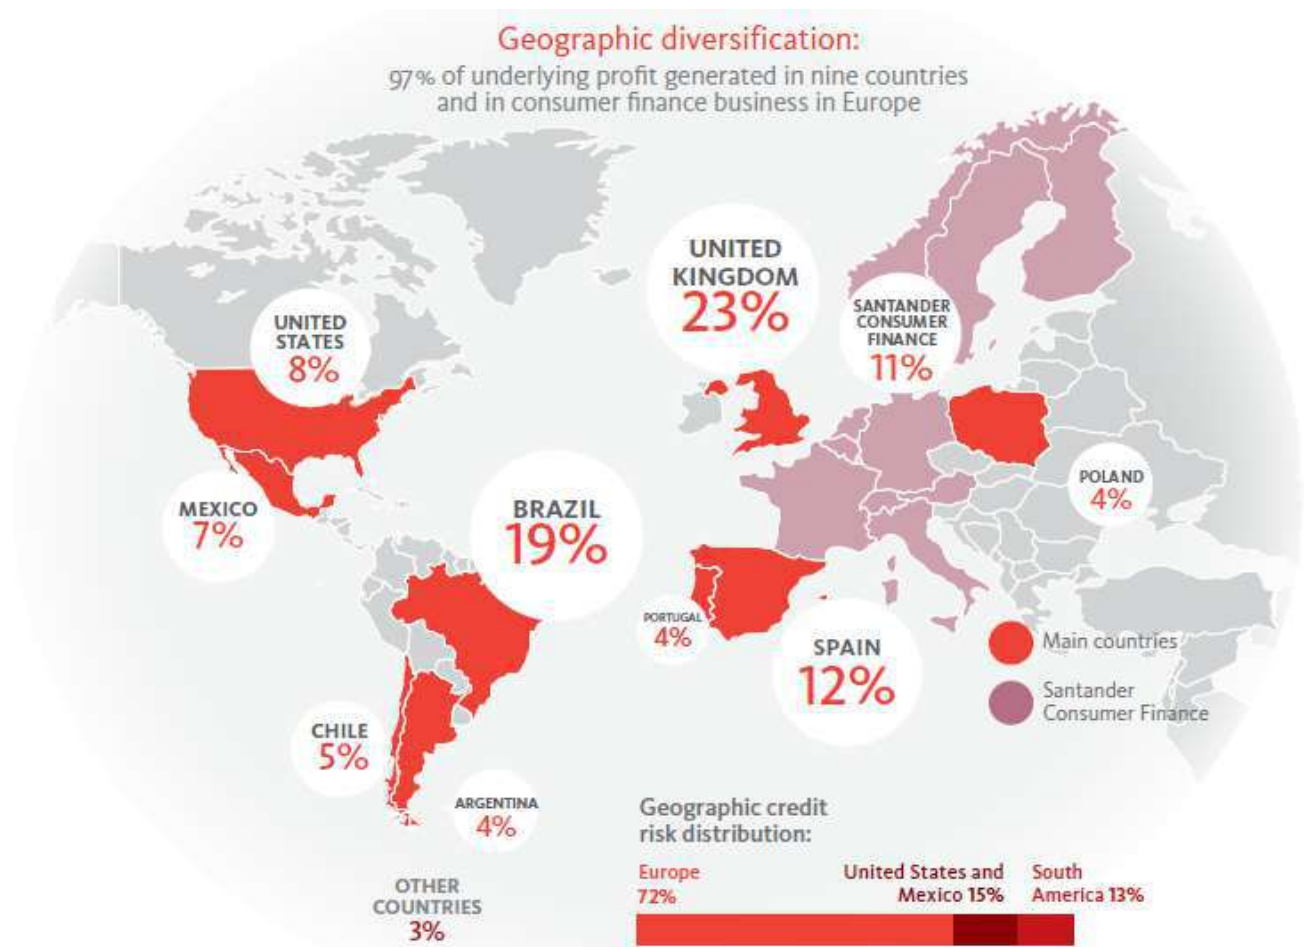 Geographic diversification:
97% of underlying profit generated in nine countries
and in consumer finance business in Europe
UNITED
KINGDOM
23%
SANTANDER
CONSUMER
FINANCE
11%
UNITED
STATES
8%
POLAND
4%
MEXICO
7%
BRAZIL
19%
PORTUGAL
4%
SPAIN
12%
Main countries
Santander
Consumer Finance
CHILE
5%
ARGENTINA
4%
OTHER
COUNTRIES
3%
Geographic credit
risk distribution:
Europe
72%
United States and
Mexico 15%
South
America 13%